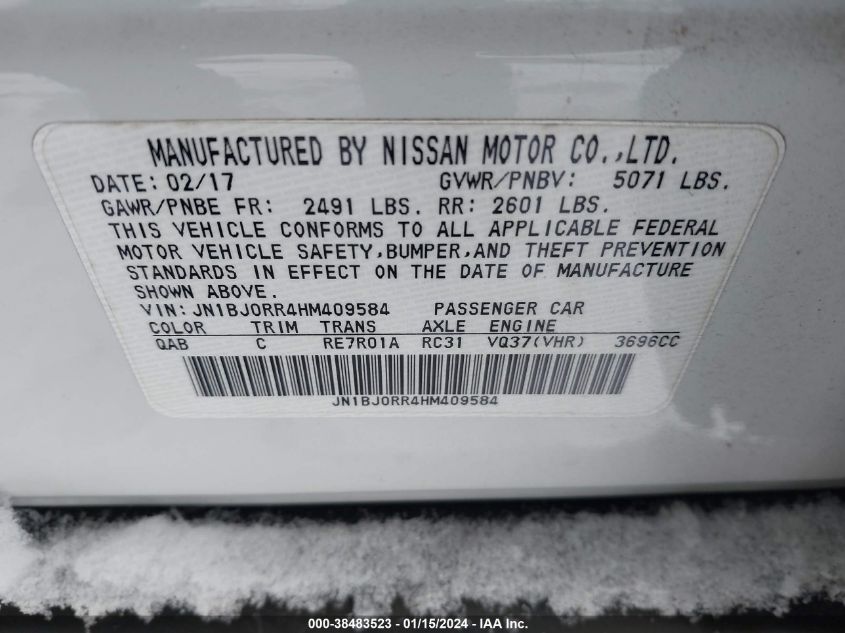 MANUFACTURED BY NISSAN MOTOR CO.,LTD.
DATE: 02/17 GVWR/PNBV: 5071 LBS.
GAWR/PNBE FR: 2491 LBS. RR: 2601 LBS.
THIS VEHICLE CONFORMS TO ALL APPLICABLE FEDERAL
MOTOR VEHICLE SAFETY,BUMPER,AND THEFT PREVENTION
STANDARDS IN EFFECT ON THE DATE OF MANUFACTURE
SHOWN ABOVE.
VIN: JN1BJ0RR4HM409584 PASSENGER CAR
COLOR TRIM TRANS AXLE ENGINE
QAB C RE7R01A RC31 VQ37(VHR) 3696CC
JN1BJ0RR4HM409584
000-38483523 - 01/15/2024 - IAA Inc.